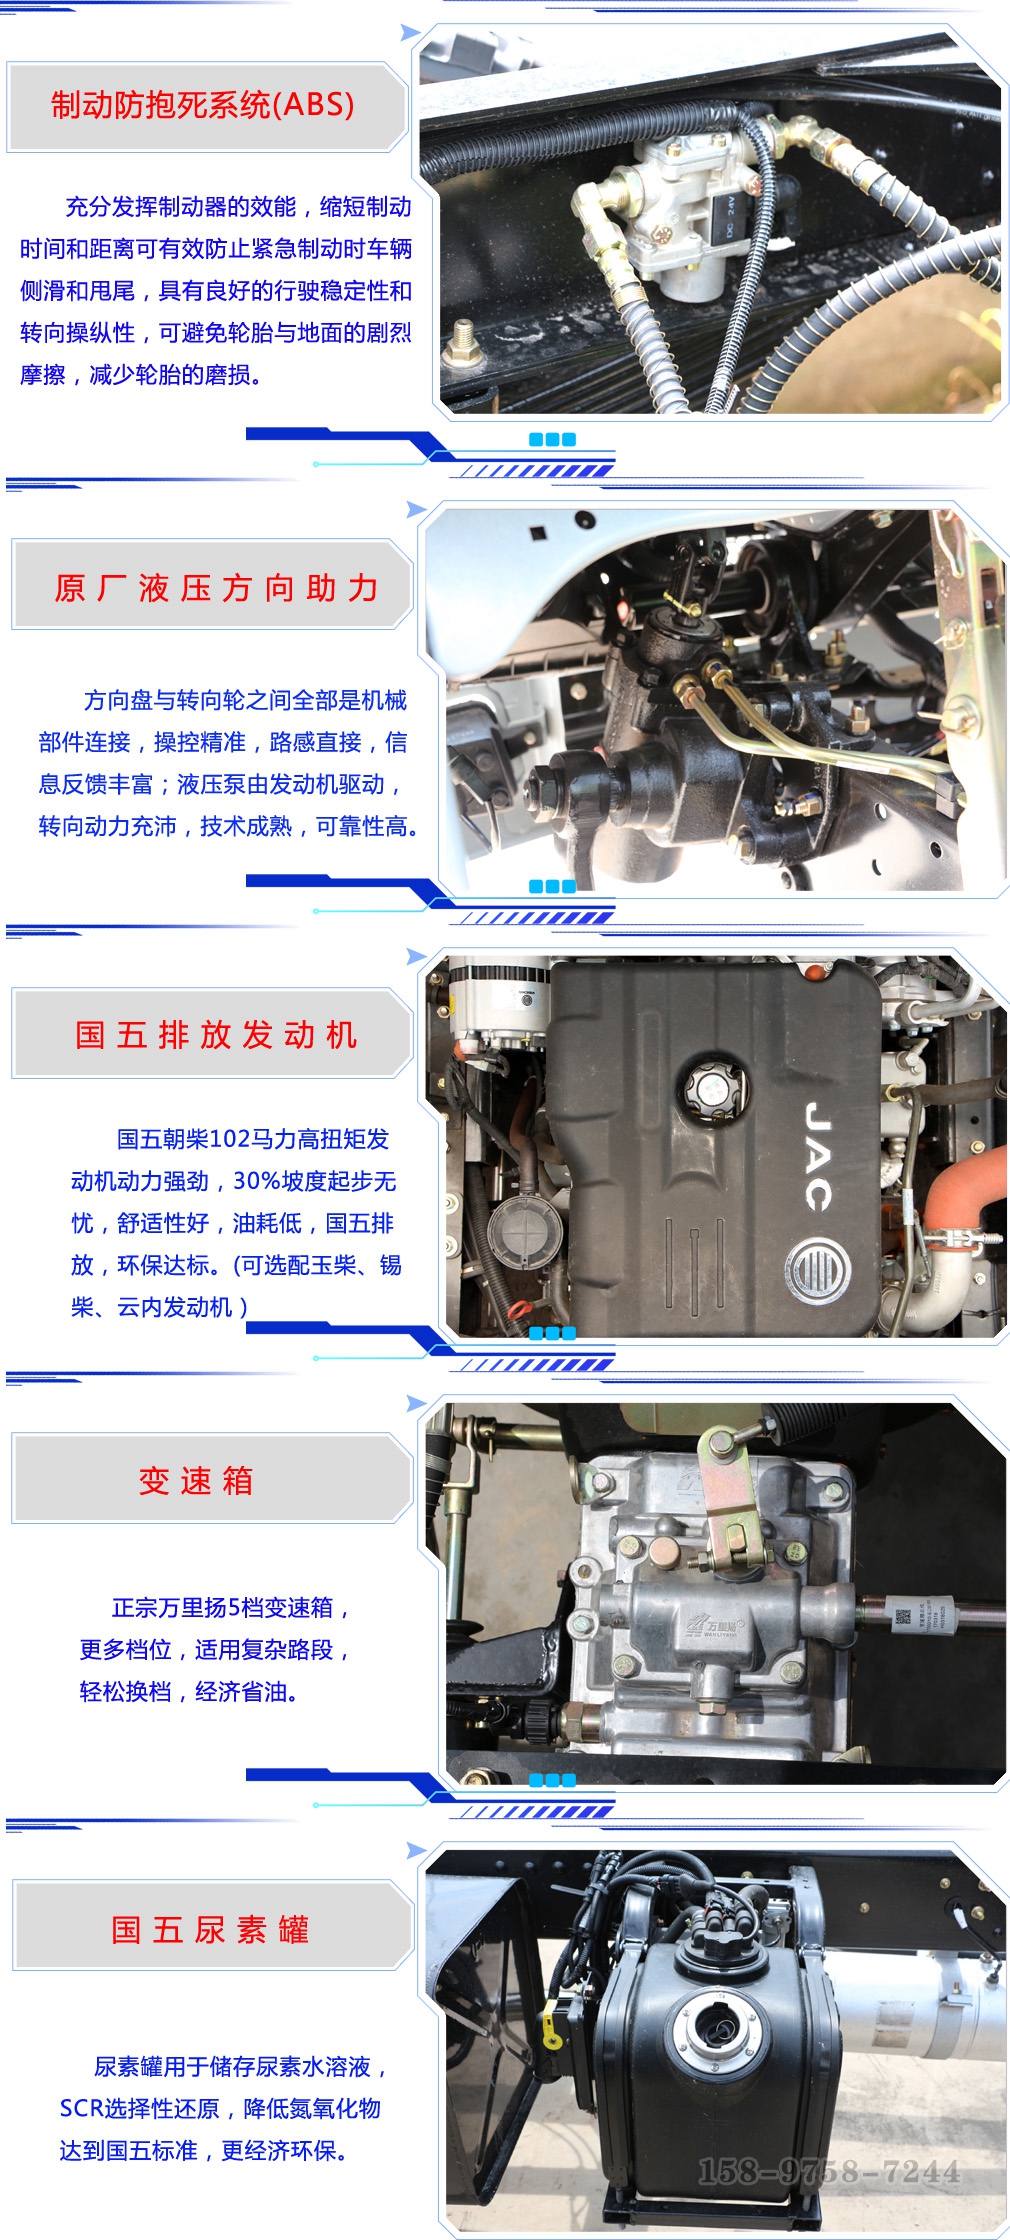 制动防抱死系统(ABS)
充分发挥制动器的效能，缩短制动
时间和距离可有效防止紧急制动时车辆
侧滑和甩尾，具有良好的行驶稳定性和
转向操纵性，可避免轮胎与地面的剧烈
摩擦，减少轮胎的磨损。
DC 24V
原厂液压方向助力
方向盘与转向轮之间全部是机械
部件连接，操控精准，路感直接，信
息反馈丰富；液压泵由发动机驱动，
转向动力充沛，技术成熟，可靠性高。
国五排放发动机
国五朝柴102马力高扭矩发
动机动力强劲，30%坡度起步无
忧，舒适性好，油耗低，国五排
放，环保达标。(可选配玉柴、锡
柴、云内发动机）
JAC
变速箱
正宗万里扬5档变速箱，
更多档位，适用复杂路段，
轻松换档，经济省油。
万里扬
WANLIYANG
国五尿素罐
尿素罐用于储存尿素水溶液，
SCR选择性还原，降低氮氧化物
达到国五标准，更经济环保。
158-9758-7244